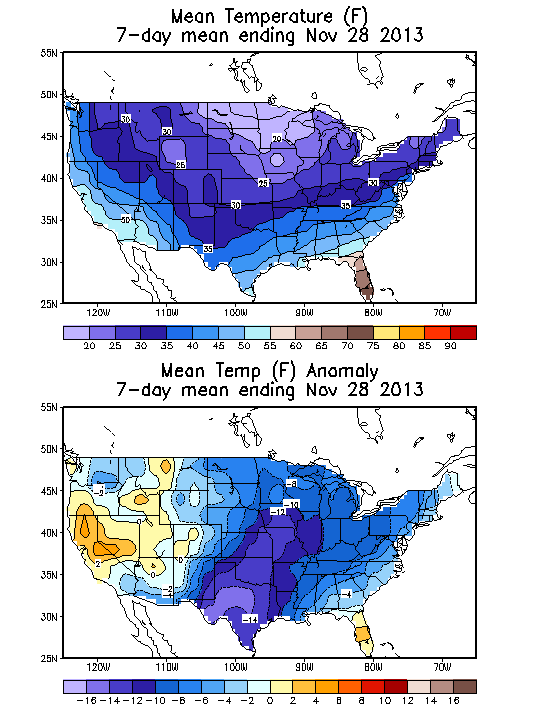 Mean Temperature (F)
7-day mean ending Nov 28 2013
55N
50N
45N
40N
35N
30N
25N
30
30
20
25
25
30
30
35
50
35
120W 110W 100W 90W 80W 70W
20 25 30 35 40 45 50 55 60 65 70 75 80 85 90
Mean Temp (F) Anomaly
7-day mean ending Nov 28 2013
55N
50N
45N
40N
35N
30N
25N
-8
-2
-10
-12
0
2
0
-2
-4
-14
120W 110W 100W 90W 80W 70W
-16 -14 -12 -10 -8 -6 -4 -2 0 2 4 6 8 10 12 14 16